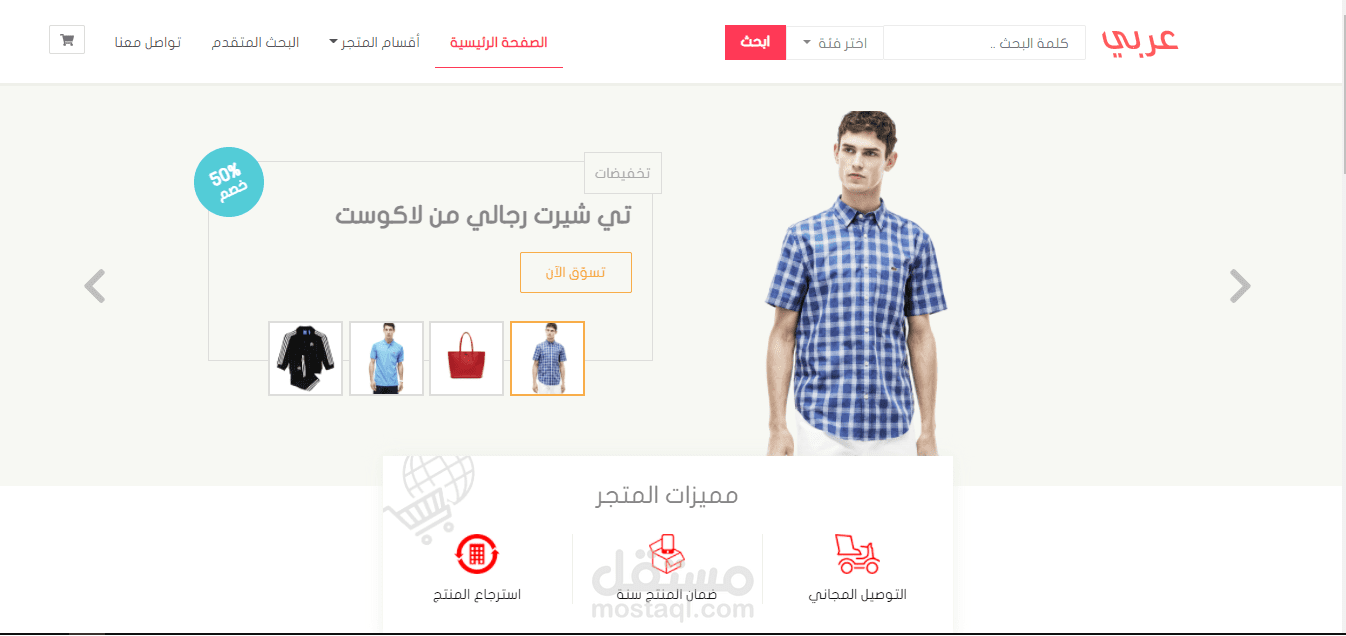 عربي
كلمة البحث ..
اختر فئة
ابحث
الصفحة الرئيسية
أقسام المتجر
البحث المتقدم
تواصل معنا
تخفيضات
50%
خصم
تي شيرت رجالي من لاكوست
تسوّق الآن
مميزات المتجر
التوصيل المجاني
ضمان المنتج سنة
استرجاع المنتج
مستقل
mostaql.com